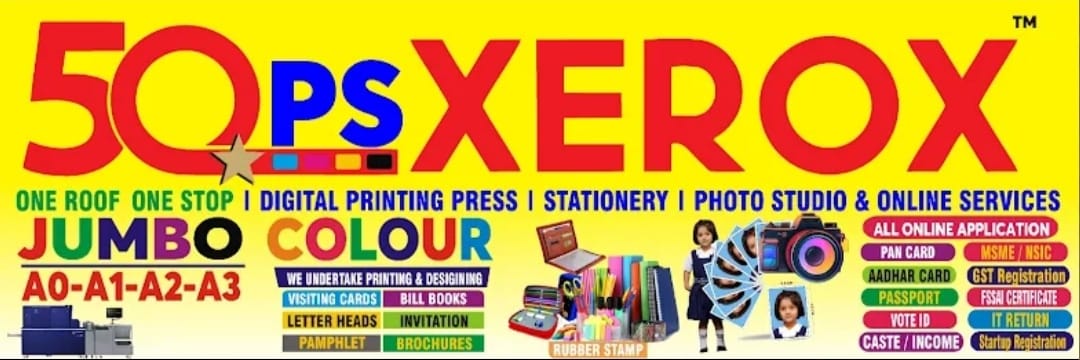 50PS XEROX ™
ONE ROOF ONE STOP | DIGITAL PRINTING PRESS | STATIONERY | PHOTO STUDIO & ONLINE SERVICES
JUMBO
A0-A1-A2-A3
COLOUR
WE UNDERTAKE PRINTING & DESIGINING
VISITING CARDS BILL BOOKS
LETTER HEADS INVITATION
PAMPHLET BROCHURES
RUBBER STAMP
ALL ONLINE APPLICATION
PAN CARD MSME / NSIC
AADHAR CARD GST Registration
PASSPORT FSSAI CERTIFICATE
VOTE ID IT RETURN
CASTE / INCOME Startup Registration